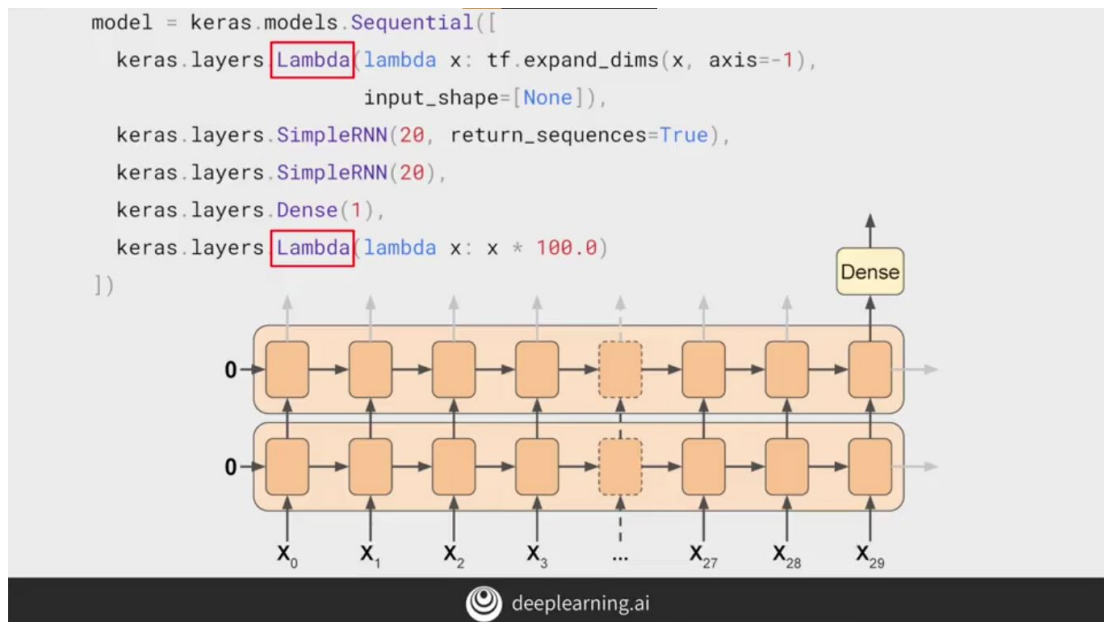 model = keras.models.Sequential([
keras.layers.Lambda(lambda x: tf.expand_dims(x, axis=-1),
input_shape=[None]),
keras.layers.SimpleRNN(20, return_sequences=True),
keras.layers.SimpleRNN(20),
keras.layers.Dense(1),
keras.layers.Lambda(lambda x: x * 100.0)
])
Dense
0
0
X0 X1 X2 X3 ... X27 X28 X29
deeplearning.ai